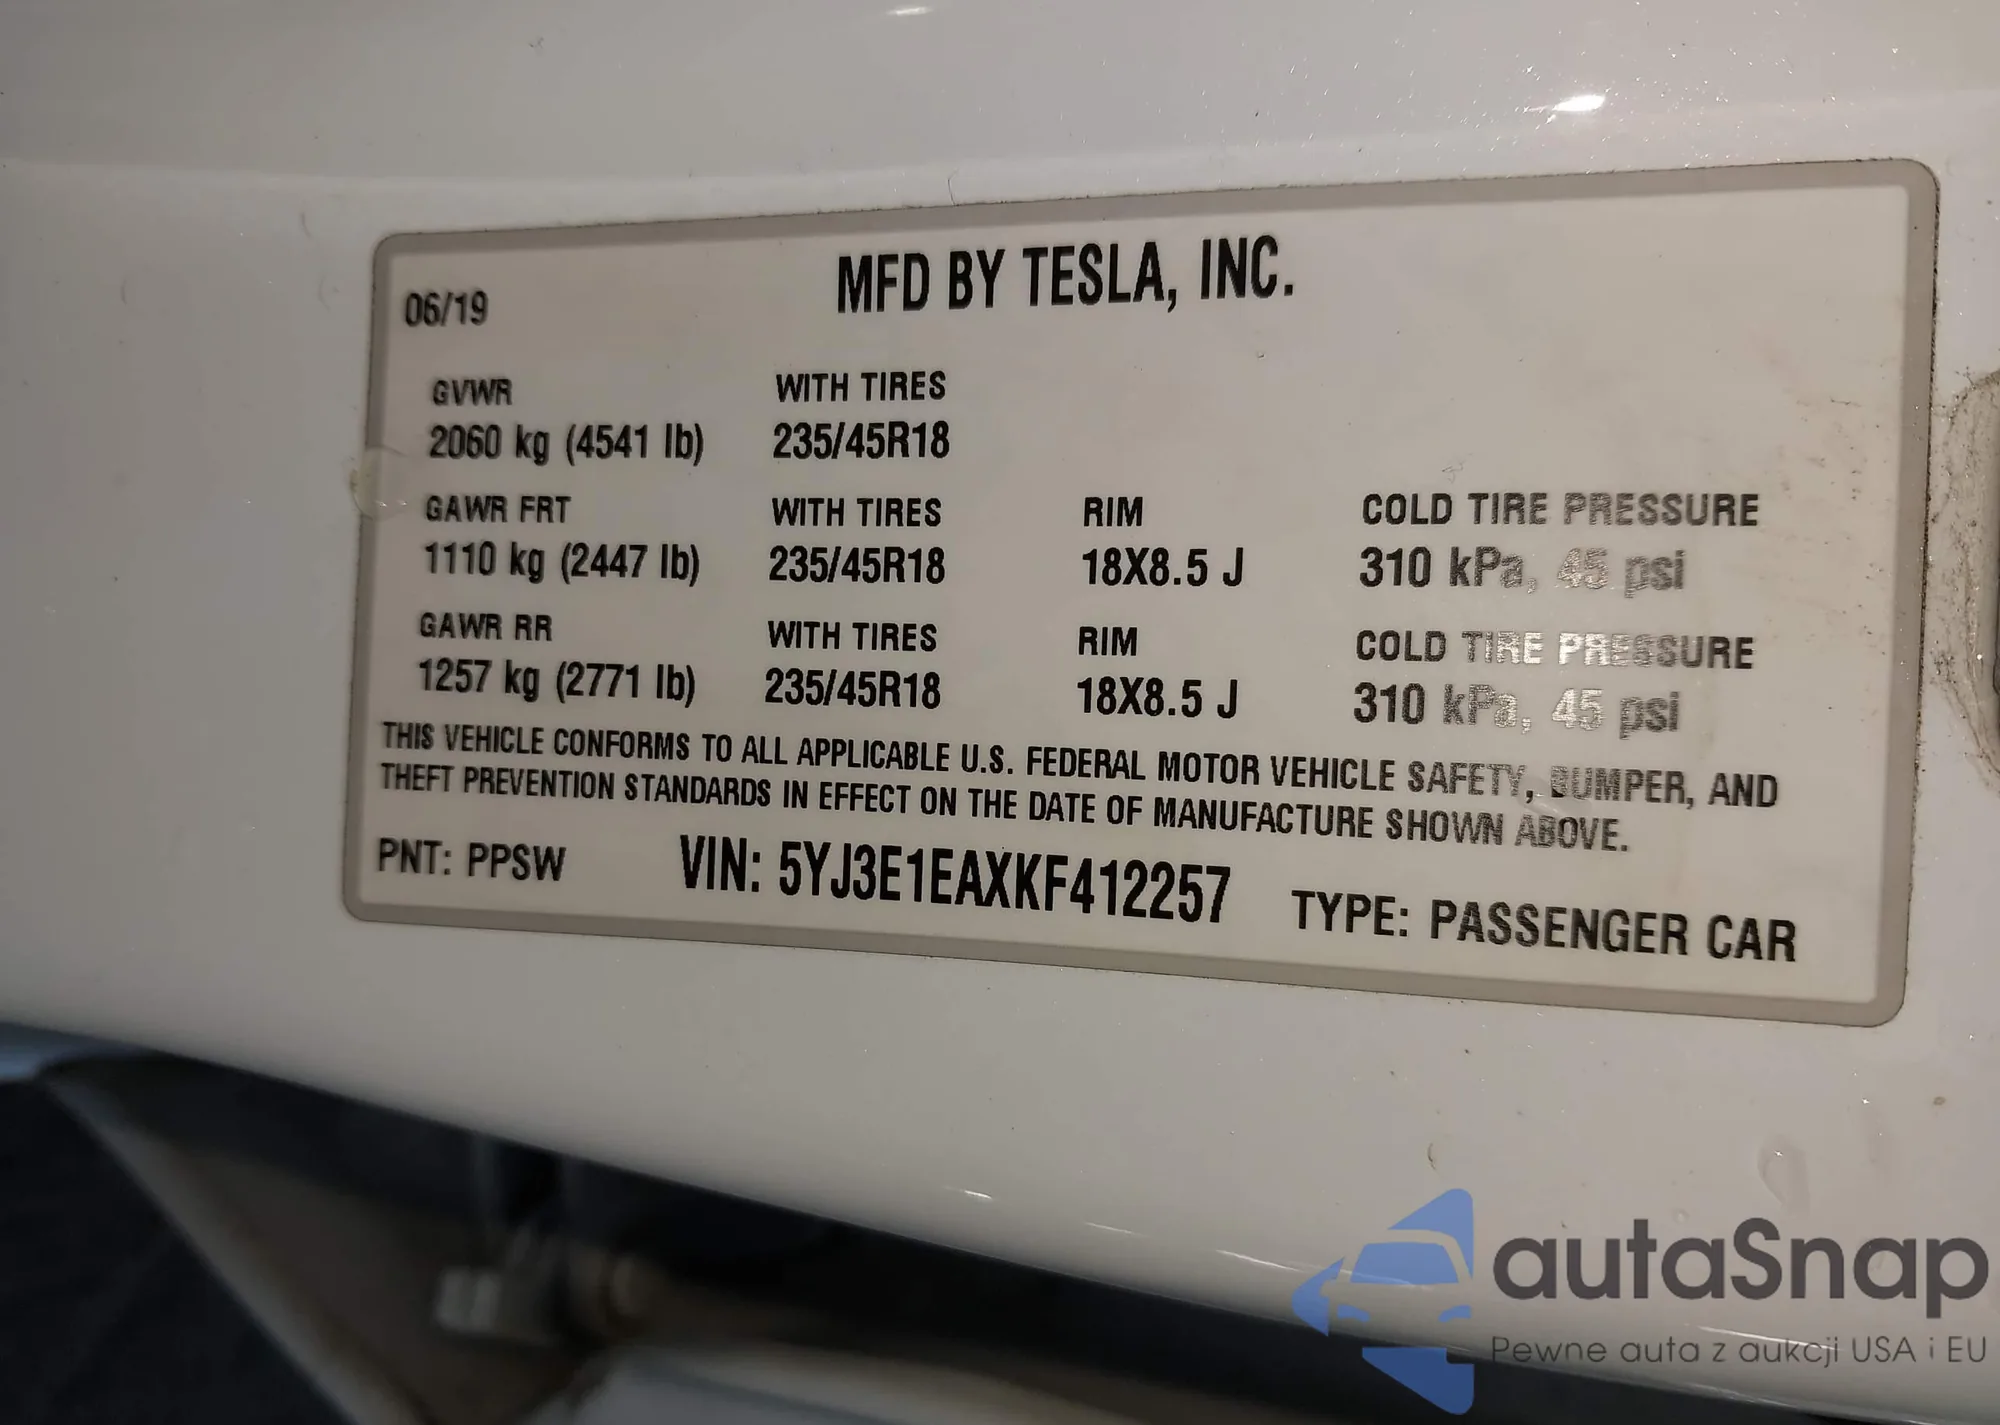 MFD BY TESLA, INC.
06/19
GVWR WITH TIRES
2060 kg (4541 lb) 235/45R18
GAWR FRT WITH TIRES RIM COLD TIRE PRESSURE
1110 kg (2447 lb) 235/45R18 18X8.5 J 310 kPa, 45 psi
GAWR RR WITH TIRES RIM COLD TIRE PRESSURE
1257 kg (2771 lb) 235/45R18 18X8.5 J 310 kPa, 45 psi
THIS VEHICLE CONFORMS TO ALL APPLICABLE U.S. FEDERAL MOTOR VEHICLE SAFETY, BUMPER, AND
THEFT PREVENTION STANDARDS IN EFFECT ON THE DATE OF MANUFACTURE SHOWN ABOVE.
PNT: PPSW VIN: 5YJ3E1EAXKF412257 TYPE: PASSENGER CAR
autaSnap
Pewne auta z aukcji USA i EU